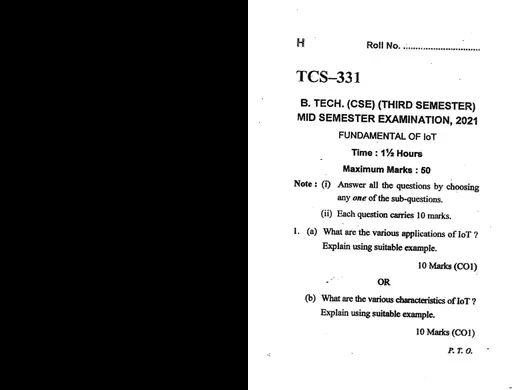 H Roll No. ................................
TCS–331
B. TECH. (CSE) (THIRD SEMESTER)
MID SEMESTER EXAMINATION, 2021
FUNDAMENTAL OF IoT
Time : 1½ Hours
Maximum Marks : 50
Note : (i) Answer all the questions by choosing
any one of the sub-questions.
(ii) Each question carries 10 marks.
1. (a) What are the various applications of IoT ?
Explain using suitable example.
10 Marks (CO1)
OR
(b) What are the various characteristics of IoT ?
Explain using suitable example.
10 Marks (CO1)
P. T. O.